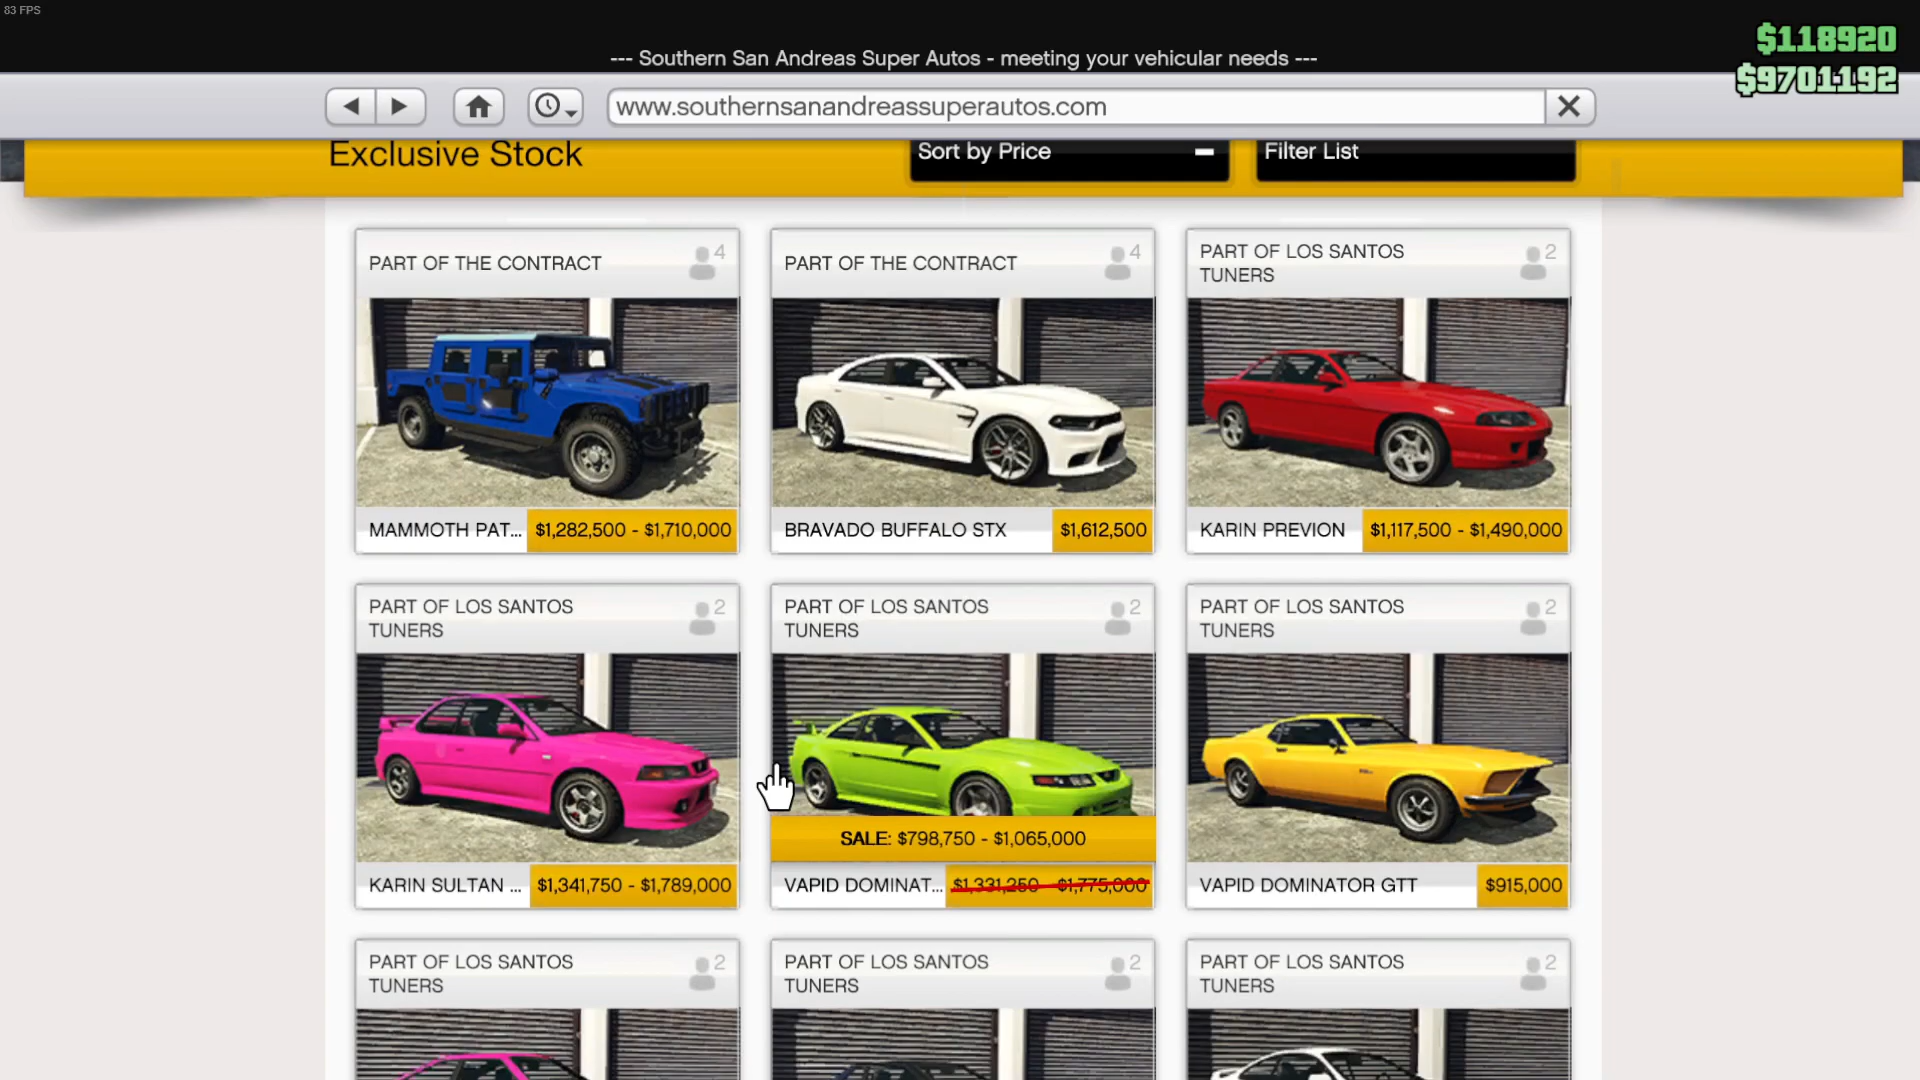 83 FPS
$118920
--- Southern San Andreas Super Autos - meeting your vehicular needs ---
$9701192
www.southernsanandreassuperautos.com
Exclusive Stock
Sort by Price
Filter List
PART OF THE CONTRACT
4
PART OF THE CONTRACT
4
PART OF LOS SANTOS
TUNERS
2
MAMMOTH PAT... $1,282,500 - $1,710,000
BRAVADO BUFFALO STX $1,612,500
KARIN PREVION $1,117,500 - $1,490,000
PART OF LOS SANTOS
TUNERS
2
PART OF LOS SANTOS
TUNERS
2
PART OF LOS SANTOS
TUNERS
2
SALE: $798,750 - $1,065,000
KARIN SULTAN ... $1,341,750 - $1,789,000
VAPID DOMINAT... $1,331,250 - $1,775,000
VAPID DOMINATOR GTT $915,000
PART OF LOS SANTOS
TUNERS
2
PART OF LOS SANTOS
TUNERS
2
PART OF LOS SANTOS
TUNERS
2